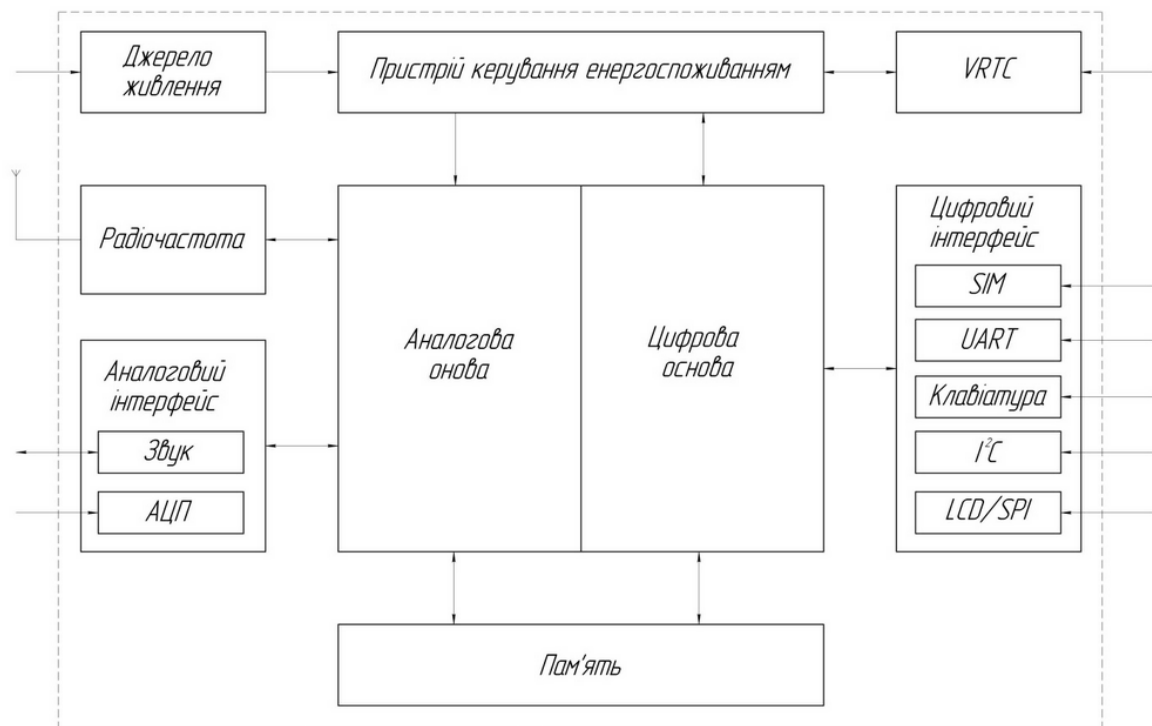 Джерело
живлення
Пристрій керування енергоспоживанням
VRTC
Радіочастота
Аналогова
онова
Цифрова
основа
Цифровий
інтерфейс
SIM
UART
Клавіатура
I²C
LCD/SPI
Аналоговий
інтерфейс
Звук
АЦП
Пам'ять